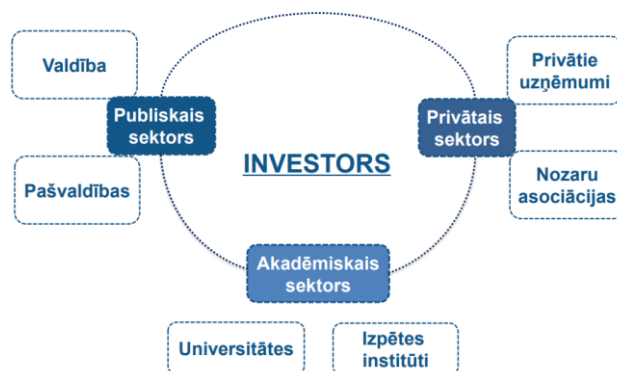 Valdība
Publiskais
sektors
Pašvaldības
INVESTORS
Privātie
uzņēmumi
Privātais
sektors
Nozaru
asociācijas
Akadēmiskais
sektors
Universitātes
Izpētes
institūti